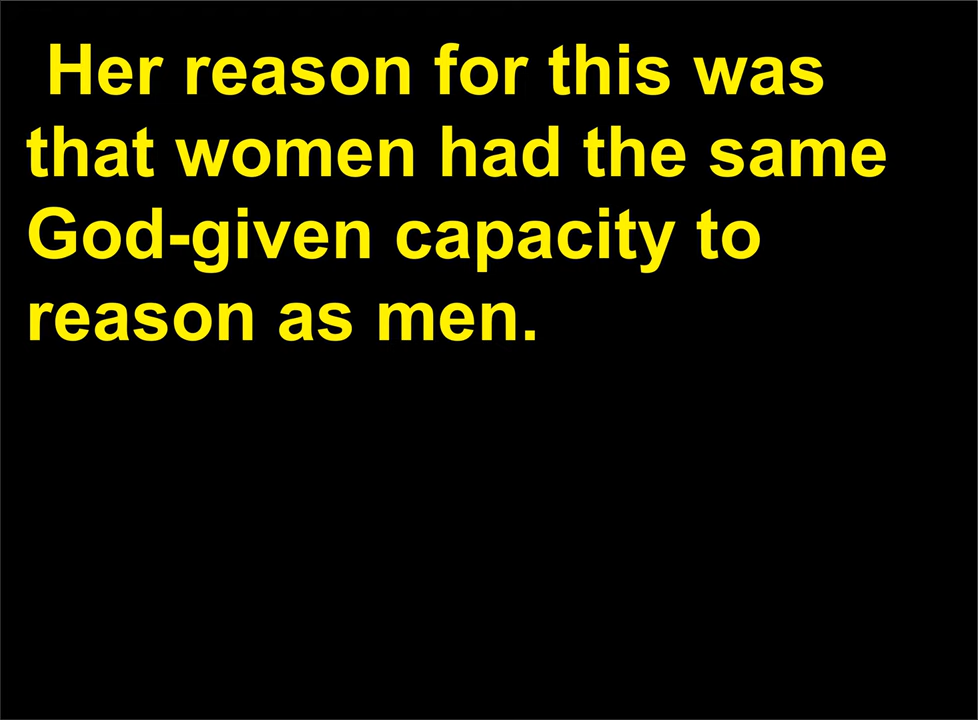 Her reason for this was
that women had the same
God-given capacity to
reason as men.